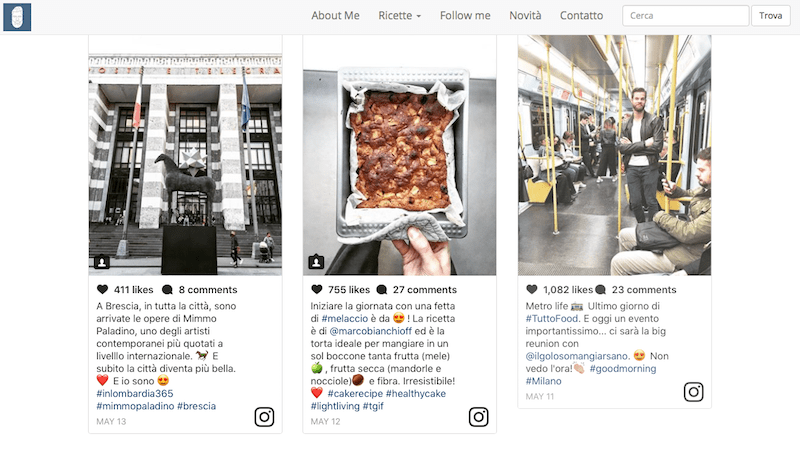 About Me Ricette Follow me Novità Contatto Cerca Trova
411 likes 8 comments
A Brescia, in tutta la città, sono
arrivate le opere di Mimmo
Paladino, uno degli artisti
contemporanei più quotati a
livelllo internazionale. 🐎 E
subito la città diventa più bella.
❤️ E io sono 😍
#inlombardia365
#mimmopaladino #brescia
MAY 13
755 likes 27 comments
Iniziare la giornata con una fetta
di #melaccio è da 😍 ! La ricetta
è di @marcobianchioff ed è la
torta ideale per mangiare in un
sol boccone tanta frutta (mele)
🍏 , frutta secca (mandorle e
nocciole)🌰 e fibra. Irresistibile!
❤️ #cakerecipe #healthycake
#lightliving #tgif
MAY 12
1,082 likes 23 comments
Metro life 🚃 Ultimo giorno di
#TuttoFood. E oggi un evento
importantissimo... ci sarà la big
reunion con
@ilgolosomangiarsano. 😍 Non
vedo l'ora!👏🏻 #goodmorning
#Milano
MAY 11